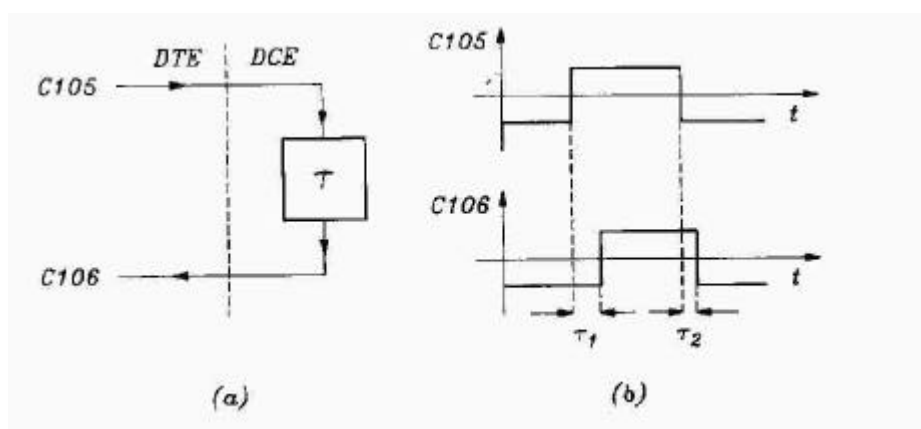 DTE DCE
C105
τ
C106
(a)
C105
t
C106
t
τ1 τ2
(b)